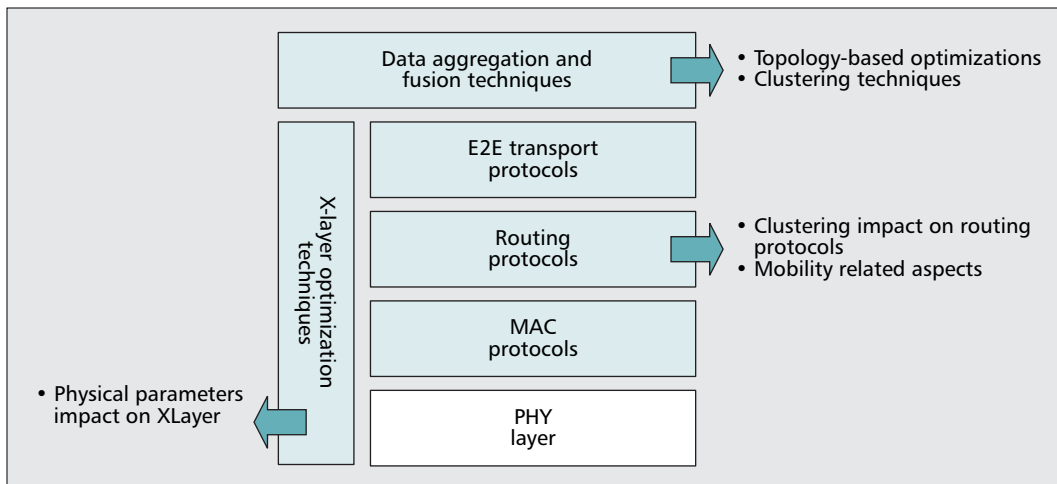 Data aggregation and
fusion techniques
• Topology-based optimizations
• Clustering techniques
X-layer optimization
techniques
E2E transport
protocols
Routing
protocols
• Clustering impact on routing
protocols
• Mobility related aspects
MAC
protocols
• Physical parameters
impact on XLayer
PHY
layer